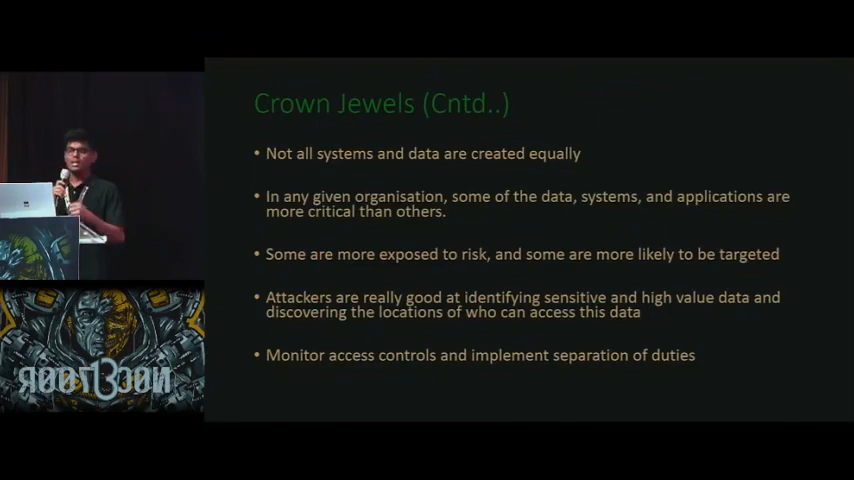 Crown Jewels (Cntd..)
• Not all systems and data are created equally
• In any given organisation, some of the data, systems, and applications are
more critical than others.
• Some are more exposed to risk, and some are more likely to be targeted
• Attackers are really good at identifying sensitive and high value data and
discovering the locations of who can access this data
• Monitor access controls and implement separation of duties